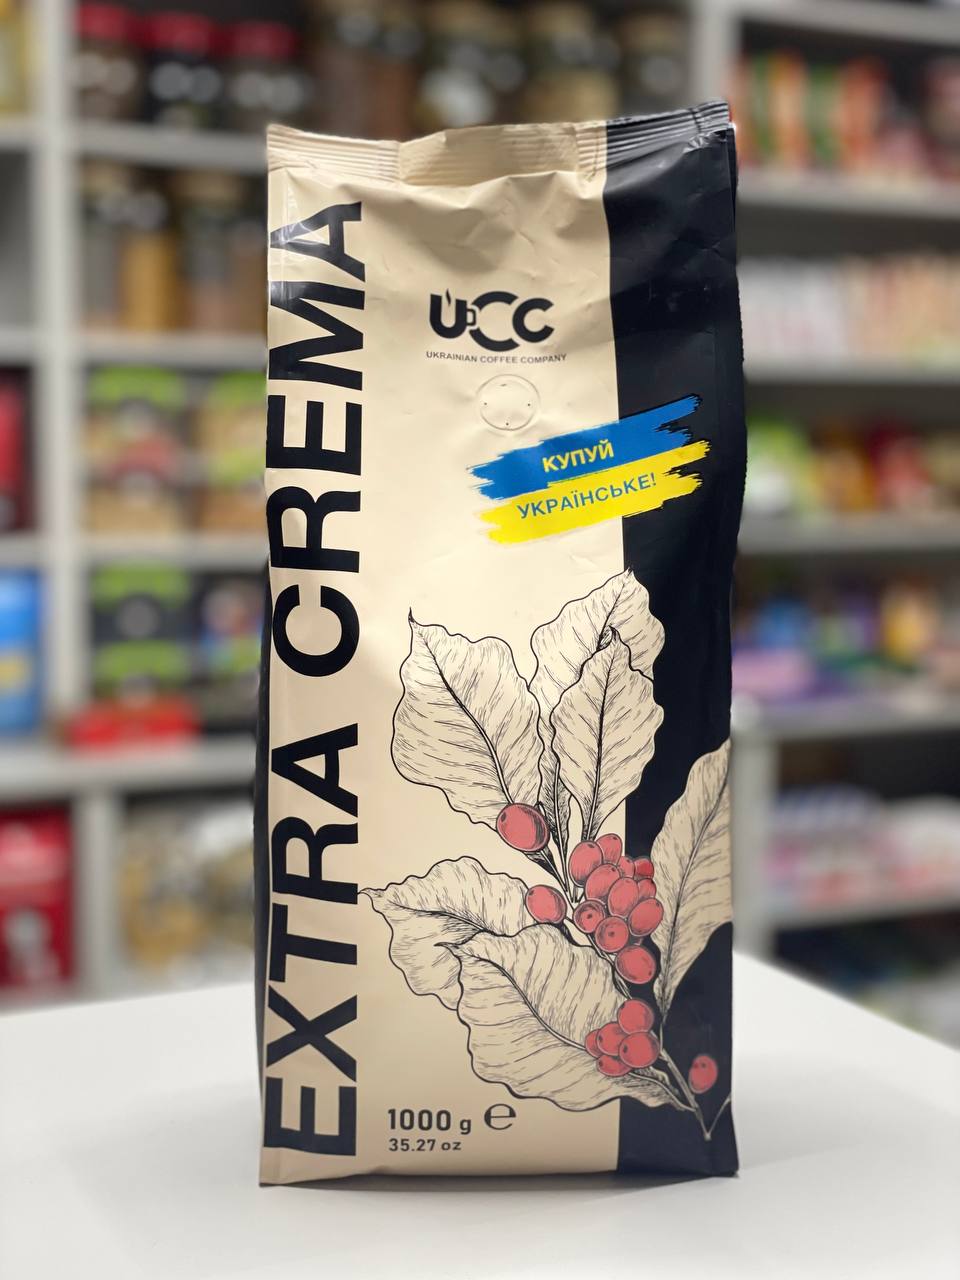 EXTRA CREMA
UCC
UKRAINIAN COFFEE COMPANY
КУПУЙ
УКРАЇНСЬКЕ!
1000 g ℮
35.27 oz